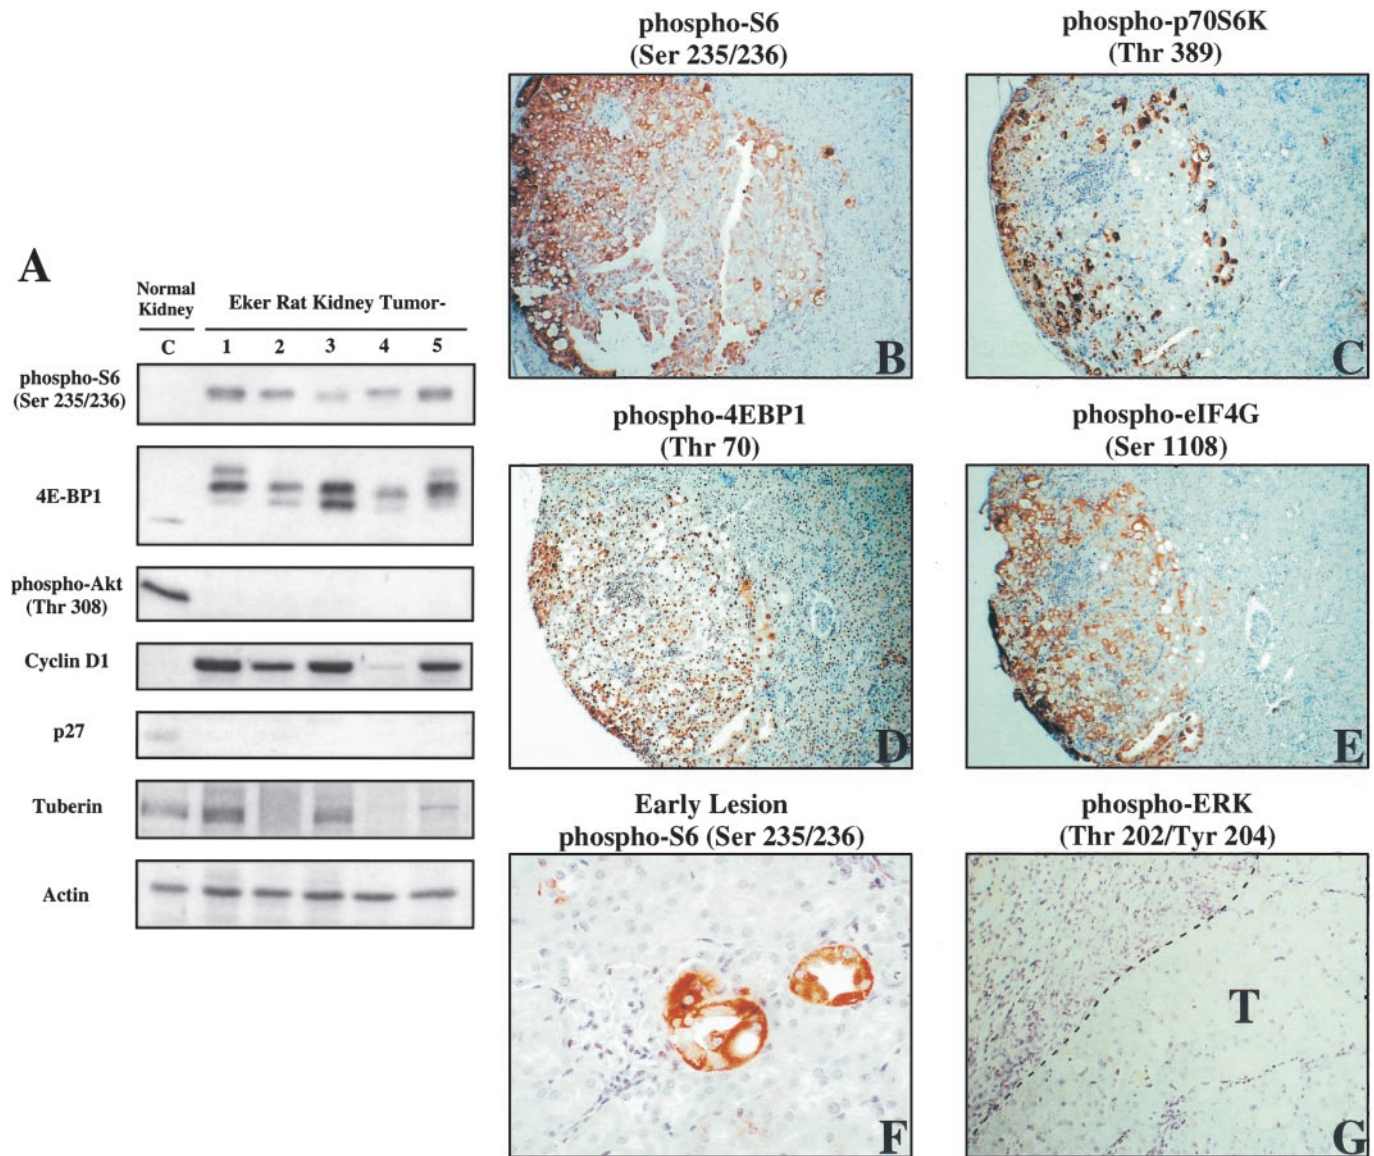 A
Normal
Kidney
Eker Rat Kidney Tumor-
C 1 2 3 4 5
phospho-S6
(Ser 235/236)
4E-BP1
phospho-Akt
(Thr 308)
Cyclin D1
p27
Tuberin
Actin
phospho-S6
(Ser 235/236)
B
phospho-p70S6K
(Thr 389)
C
phospho-4EBP1
(Thr 70)
D
phospho-eIF4G
(Ser 1108)
E
Early Lesion
phospho-S6 (Ser 235/236)
F
phospho-ERK
(Thr 202/Tyr 204)
T
G